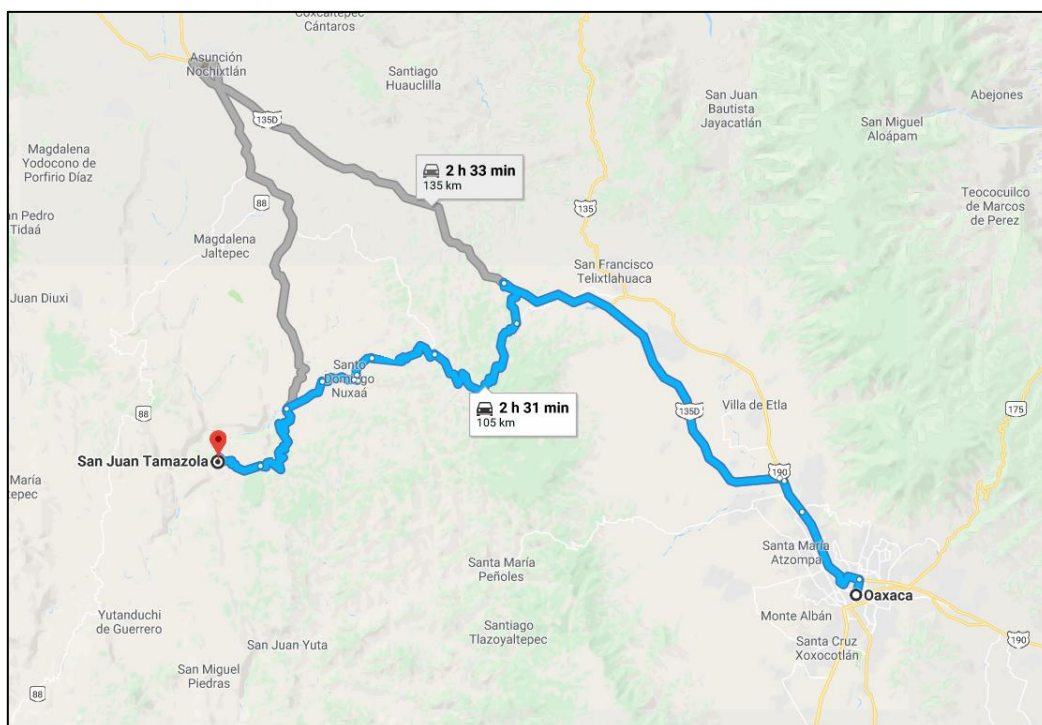 Coxcaltepec
Cántaros
Asunción
Nochixtlán
Santiago
Huauclilla
San Juan
Bautista
Jayacatlán
Abejones
San Miguel
Aloápam
135D
Magdalena
Yodocono de
Porfirio Díaz
2 h 33 min
135 km
88
135
Teococuilco
de Marcos
de Perez
an Pedro
Tidaá
Magdalena
Jaltepec
San Francisco
Telixtlahuaca
Juan Diuxi
Santo
Domingo
Nuxaá
2 h 31 min
105 km
Villa de Etla
135D
88
175
San Juan Tamazola
190
María
tepec
Santa María
Atzompa
Santa María
Peñoles
Oaxaca
Yutanduchi
de Guerrero
Monte Albán
Santiago
Tlazoyaltepec
San Juan Yuta
Santa Cruz
Xoxocotlán
190
San Miguel
Piedras
88